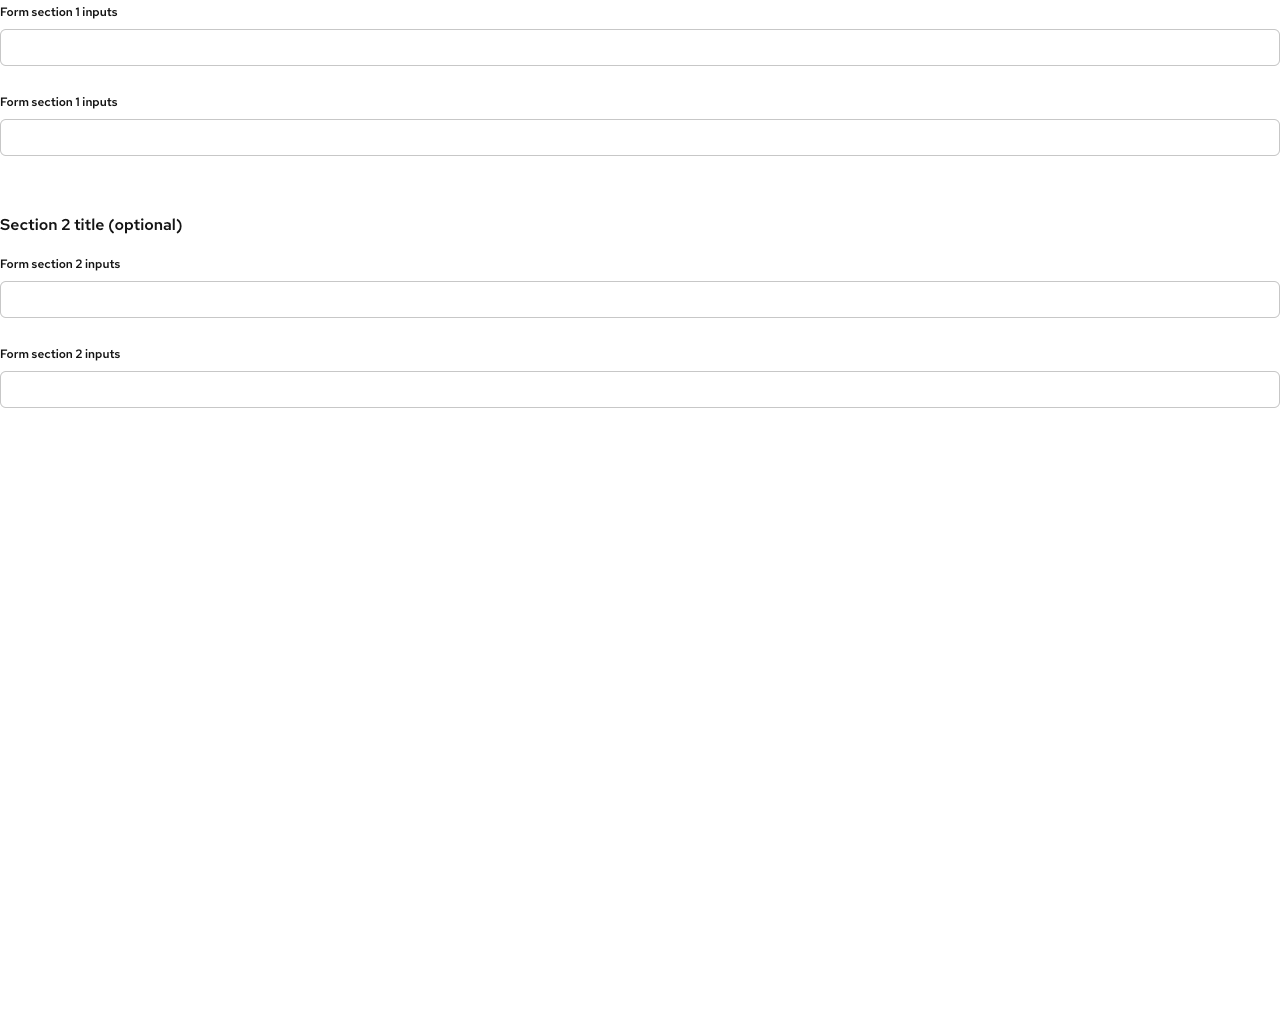 Form section 1 inputs
Form section 1 inputs
Section 2 title (optional)
Form section 2 inputs
Form section 2 inputs